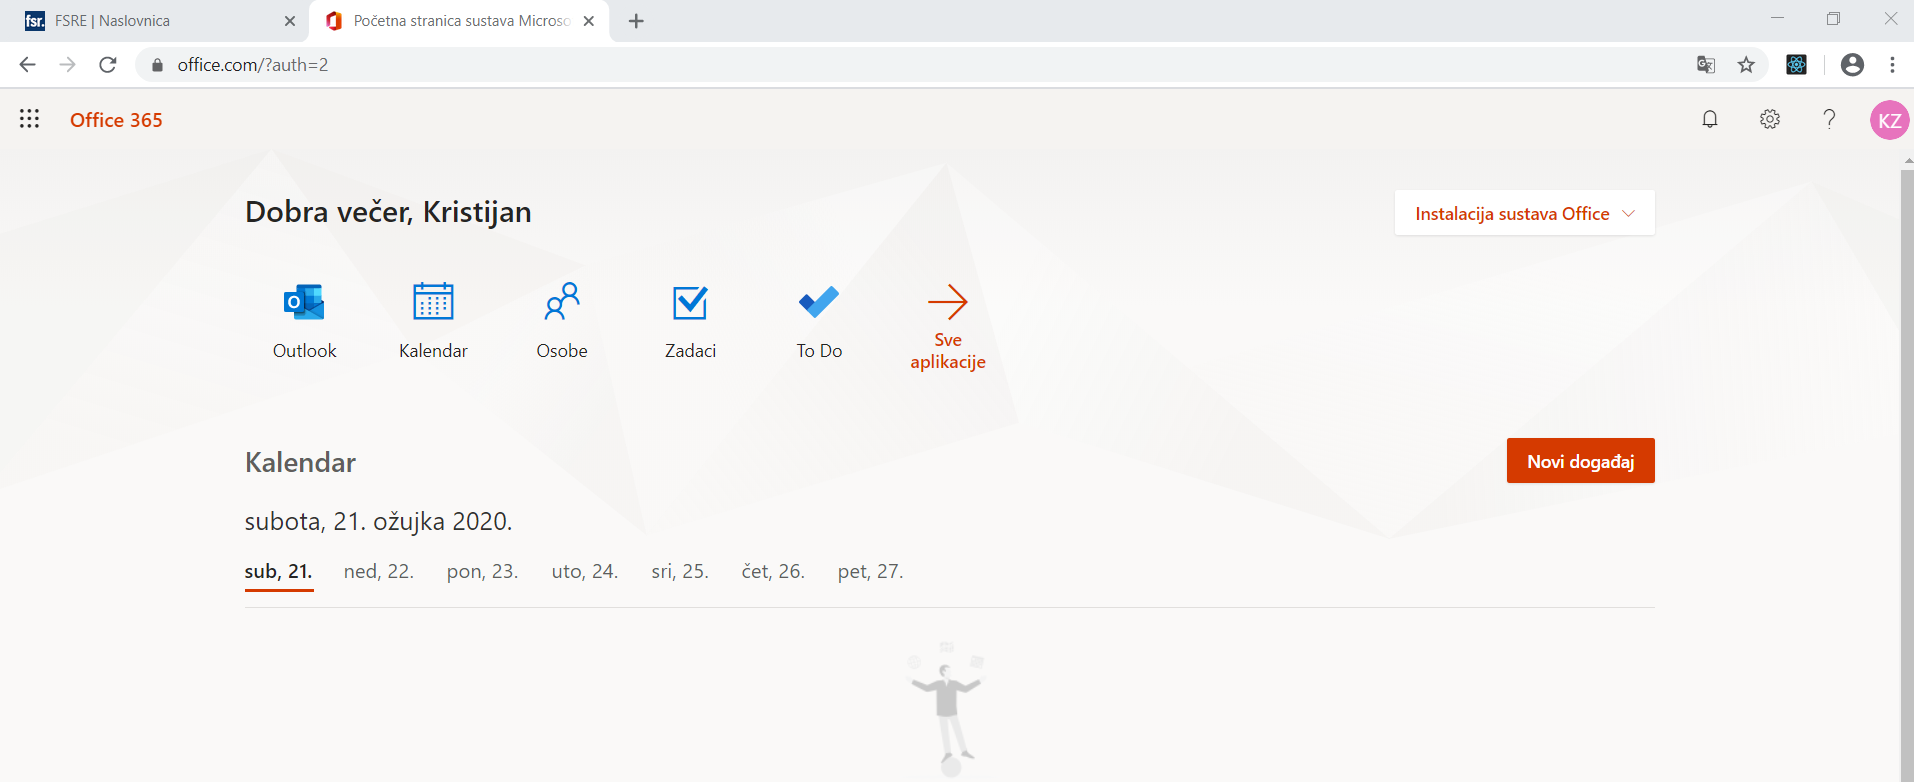 fsr. FSRE | Naslovnica
Početna stranica sustava Microso
office.com/?auth=2
Office 365
KZ
Dobra večer, Kristijan
Instalacija sustava Office
Outlook
Kalendar
Osobe
Zadaci
To Do
Sve
aplikacije
Kalendar
Novi događaj
subota, 21. ožujka 2020.
sub, 21. ned, 22. pon, 23. uto, 24. sri, 25. čet, 26. pet, 27.